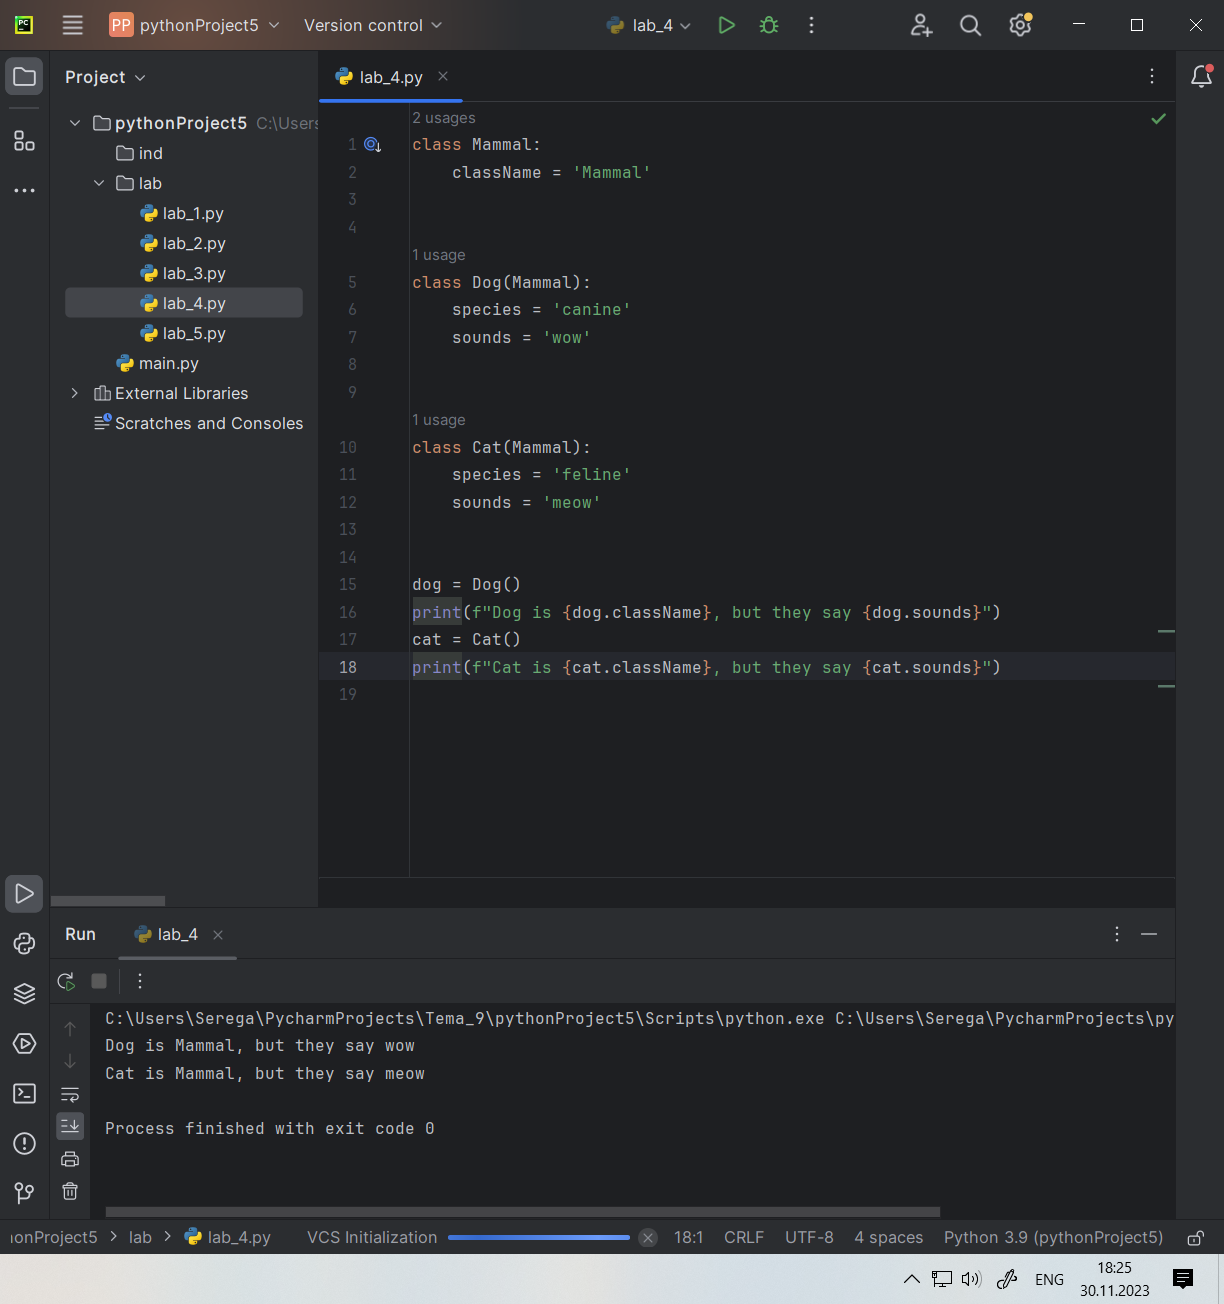 PC
PP pythonProject5 Version control lab_4
Project
lab_4.py
pythonProject5 C:\Users
ind
lab
lab_1.py
lab_2.py
lab_3.py
lab_4.py
lab_5.py
main.py
External Libraries
Scratches and Consoles
2 usages
1 class Mammal:
2 className = 'Mammal'
3
4
1 usage
5 class Dog(Mammal):
6 species = 'canine'
7 sounds = 'wow'
8
9
1 usage
10 class Cat(Mammal):
11 species = 'feline'
12 sounds = 'meow'
13
14
15 dog = Dog()
16 print(f"Dog is {dog.className}, but they say {dog.sounds}")
17 cat = Cat()
18 print(f"Cat is {cat.className}, but they say {cat.sounds}")
19
Run lab_4
C:\Users\Serega\PycharmProjects\Tema_9\pythonProject5\Scripts\python.exe C:\Users\Serega\PycharmProjects\py
Dog is Mammal, but they say wow
Cat is Mammal, but they say meow
Process finished with exit code 0
onProject5 lab lab_4.py VCS Initialization 18:1 CRLF UTF-8 4 spaces Python 3.9 (pythonProject5)
ENG
18:25
30.11.2023